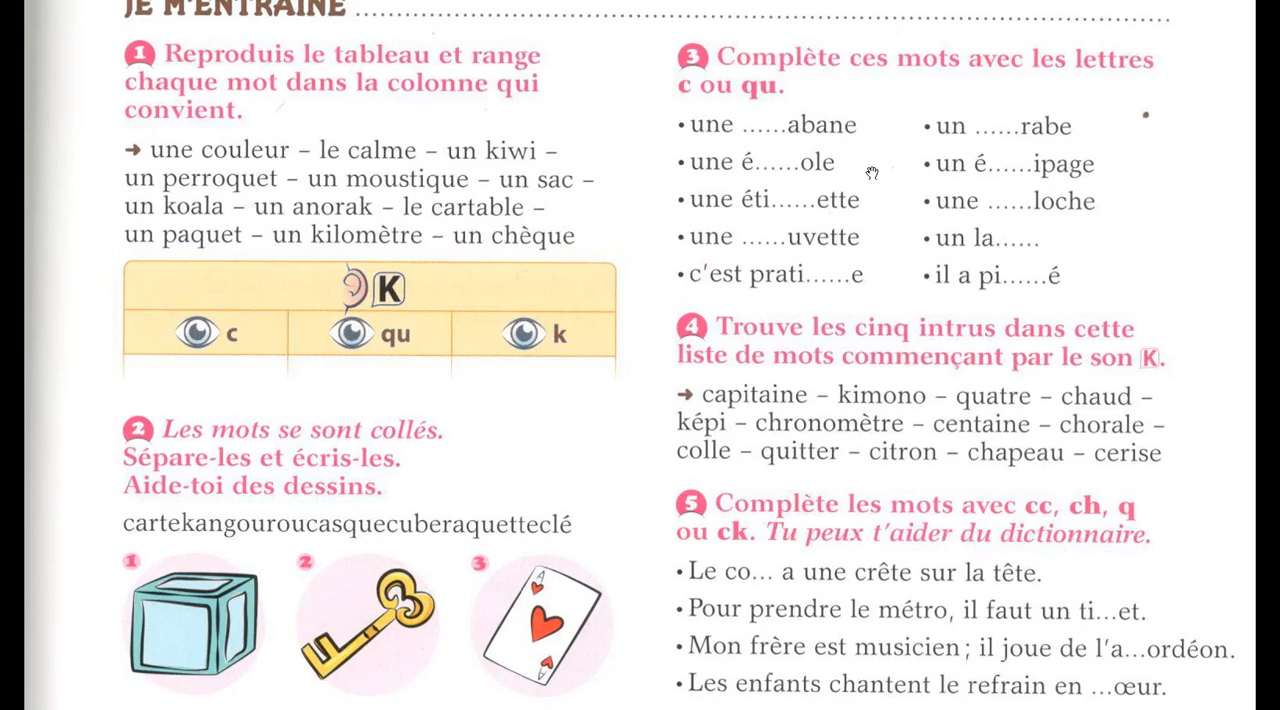 JE M'ENTRAÎNE
1 Reproduis le tableau et range
chaque mot dans la colonne qui
convient.
➜ une couleur – le calme – un kiwi –
un perroquet – un moustique – un sac –
un koala – un anorak – le cartable –
un paquet – un kilomètre – un chèque
K
c qu k
2 Les mots se sont collés.
Sépare-les et écris-les.
Aide-toi des dessins.
cartekangouroucasquecuberaquetteclé
1 2 3
A
A
3 Complète ces mots avec les lettres
c ou qu.
• une ......abane • un ......rabe
• une é......ole • un é......ipage
• une éti......ette • une ......loche
• une ......uvette • un la......
• c'est prati......e • il a pi......é
4 Trouve les cinq intrus dans cette
liste de mots commençant par le son K.
➜ capitaine – kimono – quatre – chaud –
képi – chronomètre – centaine – chorale –
colle – quitter – citron – chapeau – cerise
5 Complète les mots avec cc, ch, q
ou ck. Tu peux t'aider du dictionnaire.
• Le co... a une crête sur la tête.
• Pour prendre le métro, il faut un ti...et.
• Mon frère est musicien ; il joue de l'a...ordéon.
• Les enfants chantent le refrain en ...œur.